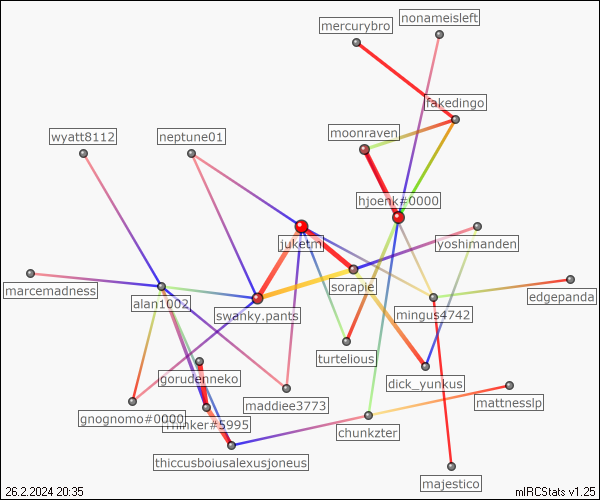 nonameisleft
mercurybro
fakedingo
moonraven
wyatt8112
neptune01
hjoenk#0000
juketm
yoshimanden
sorapie
marcemadness
alan1002
swanky.pants
mingus4742
edgepanda
turtelious
gorudenneko
dick_yunkus
maddiee3773
mattnesslp
gnognomo#0000
Thinker#5995
chunkzter
thiccusboiusalexusjoneus
majestico
26.2.2024 20:35
mIRCStats v1.25